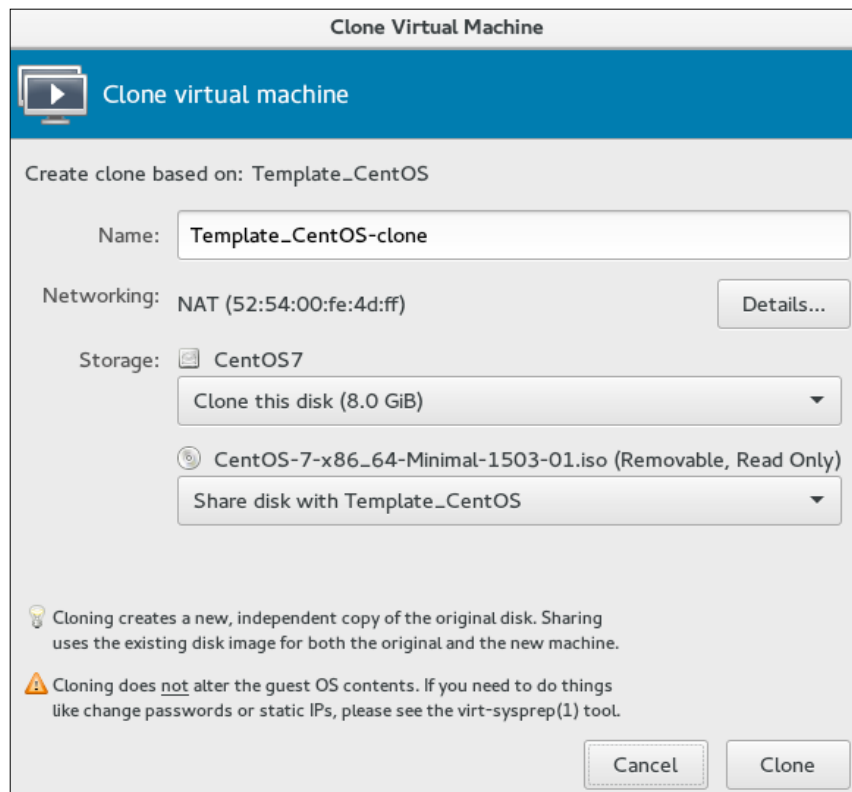 Clone Virtual Machine
Clone virtual machine
Create clone based on: Template_CentOS
Name: Template_CentOS-clone
Networking: NAT (52:54:00:fe:4d:ff) Details...
Storage: CentOS7
Clone this disk (8.0 GiB)
CentOS-7-x86_64-Minimal-1503-01.iso (Removable, Read Only)
Share disk with Template_CentOS
Cloning creates a new, independent copy of the original disk. Sharing
uses the existing disk image for both the original and the new machine.
Cloning does not alter the guest OS contents. If you need to do things
like change passwords or static IPs, please see the virt-sysprep(1) tool.
Cancel Clone